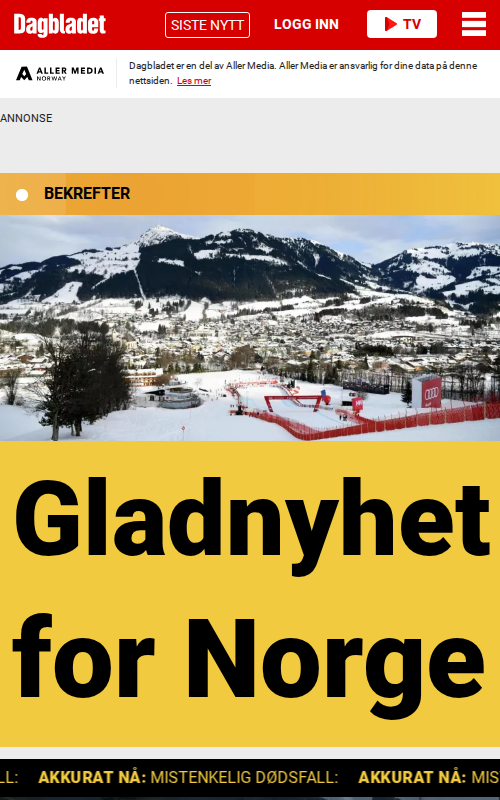 Dagbladet
SISTE NYTT
LOGG INN
TV
ALLER MEDIA
NORWAY
Dagbladet er en del av Aller Media. Aller Media er ansvarlig for dine data på denne
nettsiden. Les mer
ANNONSE
BEKREFTER
Gladnyhet
for Norge
LL: AKKURAT NÅ: MISTENKELIG DØDSFALL: AKKURAT NÅ: MIS